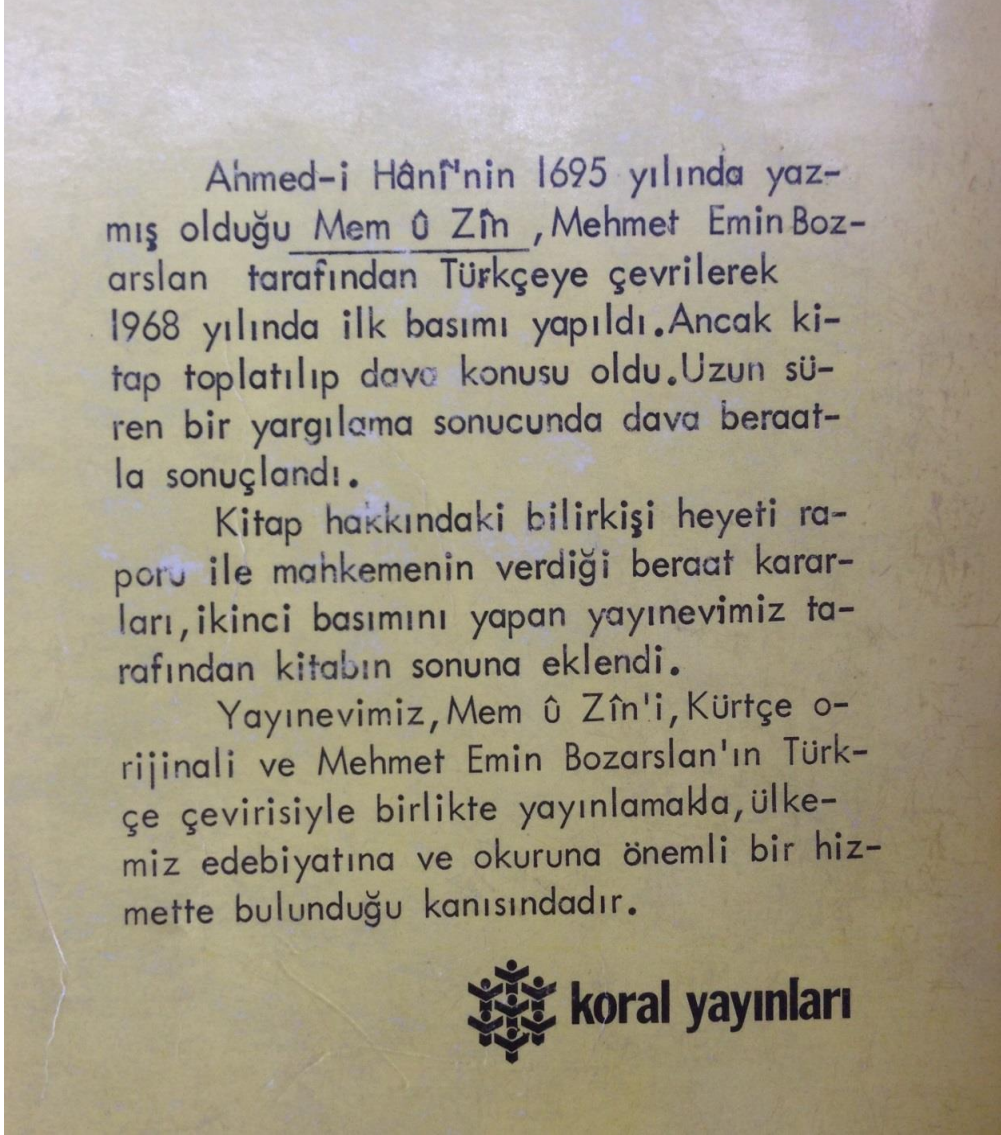 Ahmed-i Hânî'nin 1695 yılında yaz-
mış olduğu Mem û Zîn , Mehmet Emin Boz-
arslan tarafından Türkçeye çevrilerek
1968 yılında ilk basımı yapıldı.Ancak ki-
tap toplatılıp dava konusu oldu.Uzun sü-
ren bir yargılama sonucunda dava beraat-
la sonuçlandı.
Kitap hakkındaki bilirkişi heyeti ra-
poru ile mahkemenin verdiği beraat karar-
ları,ikinci basımını yapan yayınevimiz ta-
rafından kitabın sonuna eklendi.
Yayınevimiz,Mem û Zîn'i,Kürtçe o-
rijinali ve Mehmet Emin Bozarslan'ın Türk-
çe çevirisiyle birlikte yayınlamakla,ülke-
miz edebiyatına ve okuruna önemli bir hiz-
mette bulunduğu kanısındadır.
koral yayınları